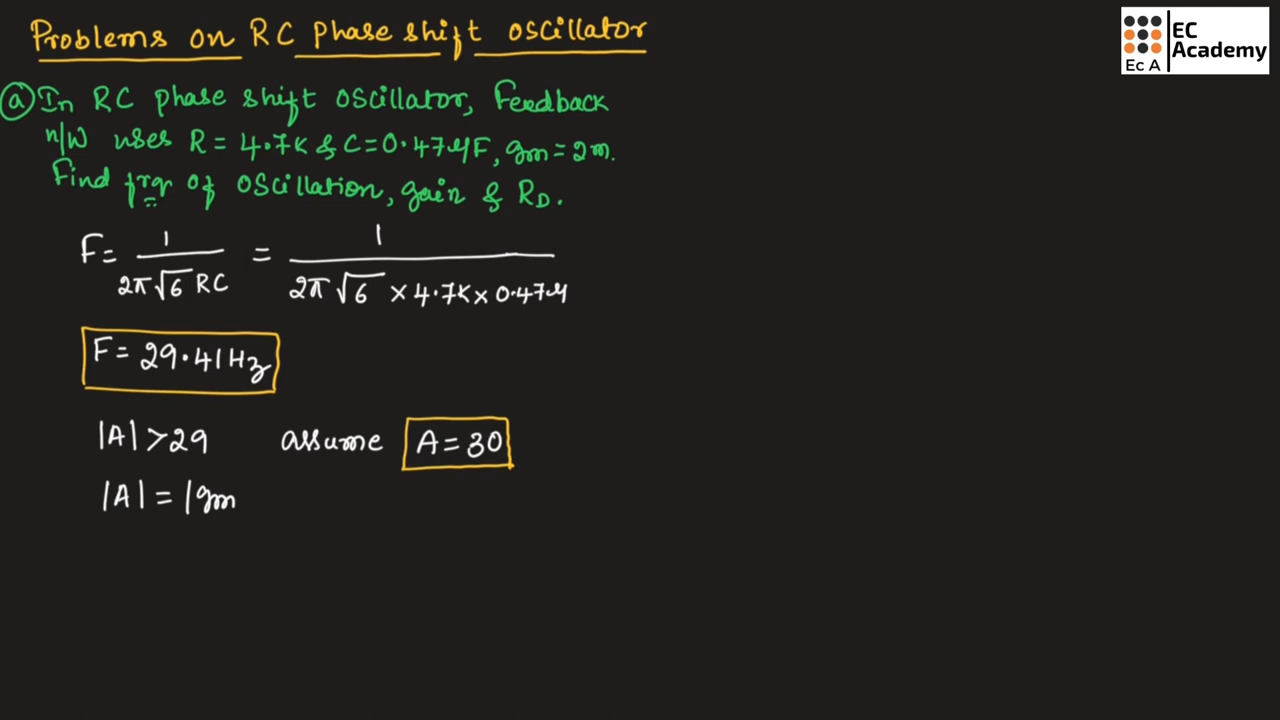 Problems on RC phase shift oscillator
EC Academy
Ec A
(a) In RC phase shift oscillator, Feedback
n/w uses R = 4.7K & C = 0.47μF, gm = 2m.
Find frqr of oscillation, gain & RD.
F = 1/(2π√6 RC) = 1/(2π√6 × 4.7K × 0.47μ)
F = 29.41Hz
|A| > 29 assume A = 30
|A| = |gm